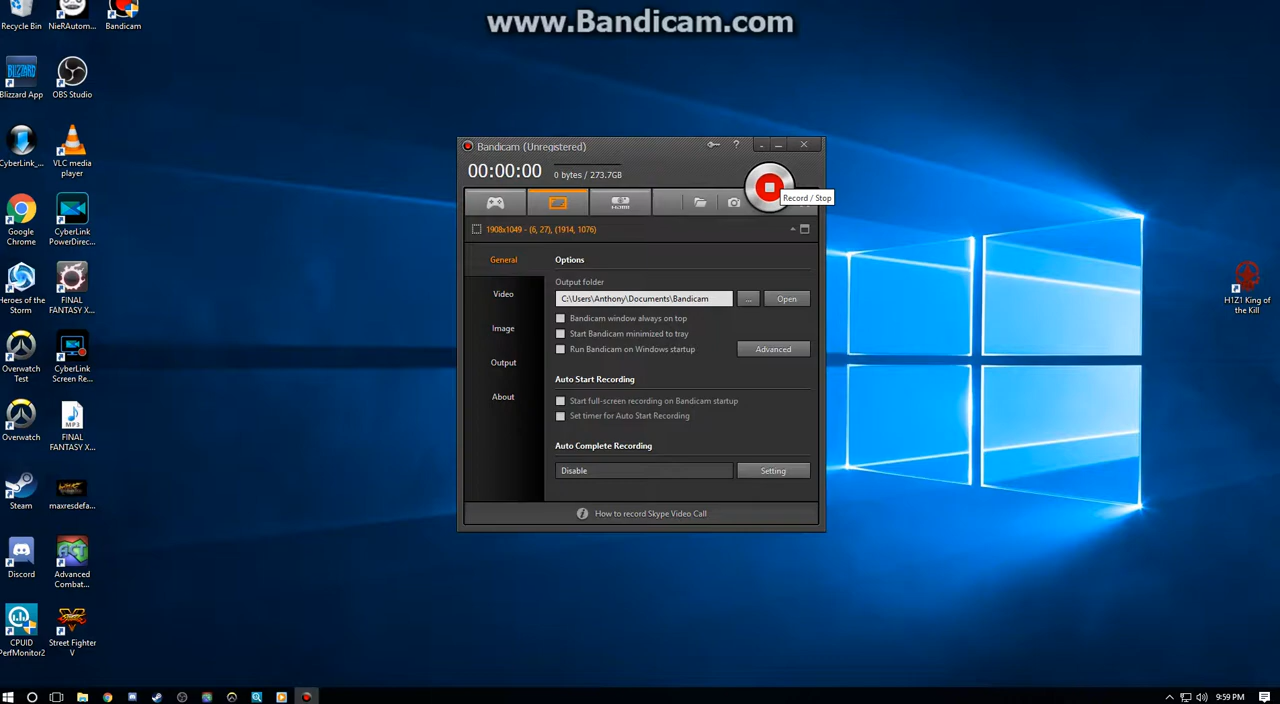 www.Bandicam.com
Recycle Bin
NieRAutom...
Bandicam
Blizzard App
OBS Studio
CyberLink_...
VLC media
player
Google
Chrome
CyberLink
PowerDirec...
Heroes of the
Storm
FINAL
FANTASY X...
Overwatch
Test
CyberLink
Screen Re...
Overwatch
MP3
FINAL
FANTASY X...
Steam
maxresdefa...
Discord
ACT
Advanced
Combat...
CPUID
PerfMonitor2
Street Fighter
V
H1Z1 King of
the Kill
Bandicam (Unregistered)
?
00:00:00
0 bytes / 273.7GB
HDMI
Record / Stop
1908x1049 - (6, 27), (1914, 1076)
General
Video
Image
Output
About
Options
Output folder
C:\Users\Anthony\Documents\Bandicam
...
Open
Bandicam window always on top
Start Bandicam minimized to tray
Run Bandicam on Windows startup
Advanced
Auto Start Recording
Start full-screen recording on Bandicam startup
Set timer for Auto Start Recording
Auto Complete Recording
Disable
Setting
How to record Skype Video Call
9:59 PM